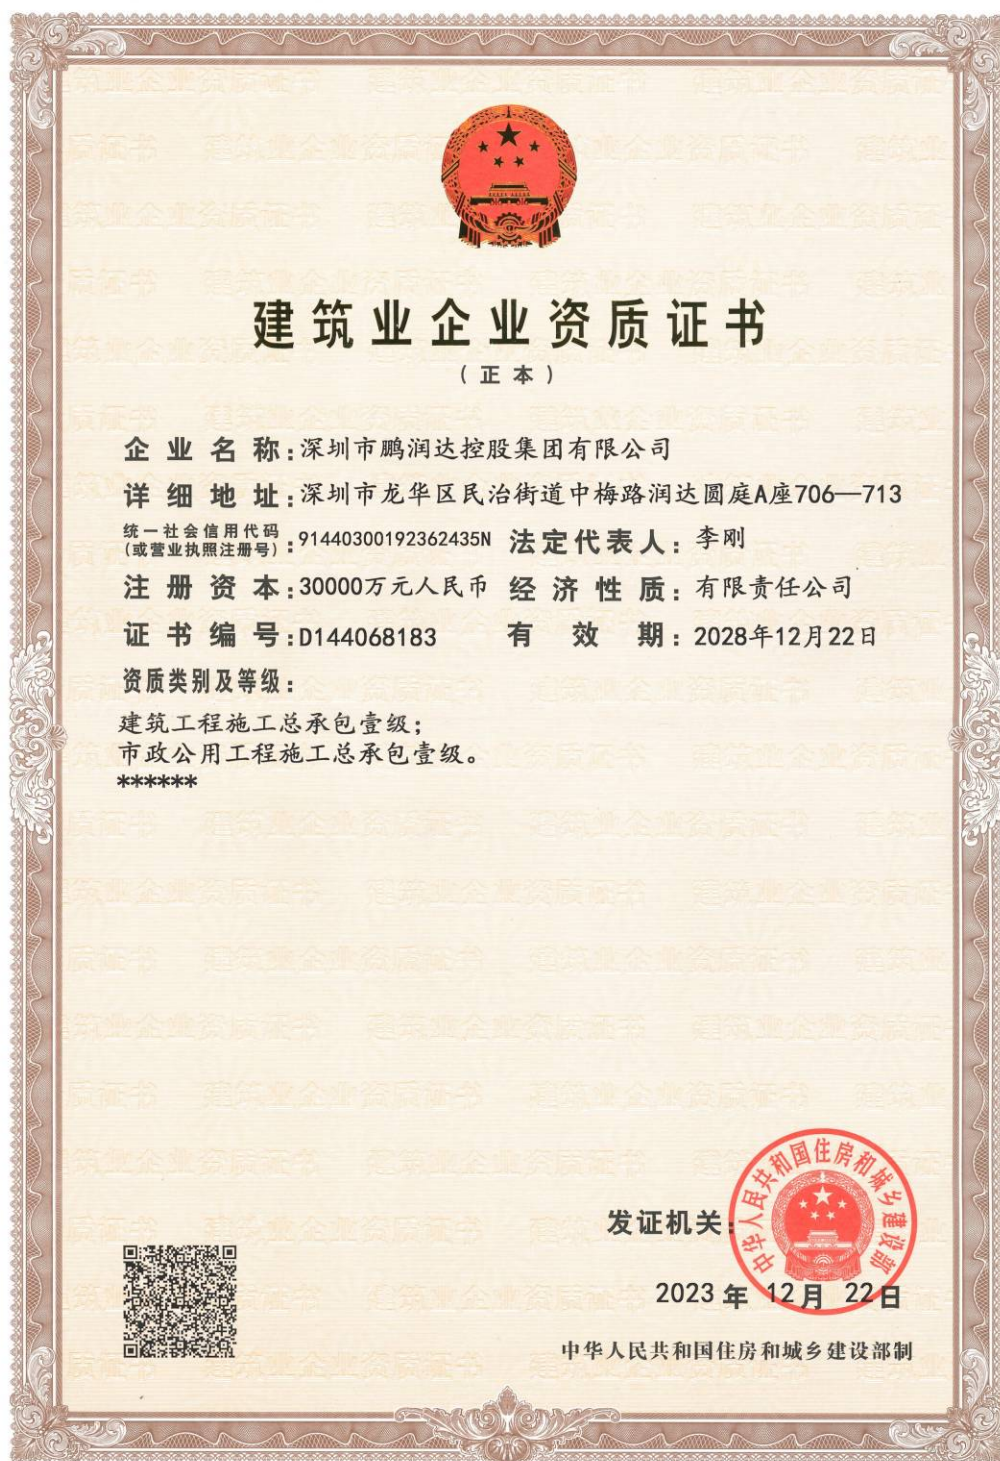 建筑业企业资质证书
（正本）
企业名称：深圳市鹏润达控股集团有限公司
详细地址：深圳市龙华区民治街道中梅路润达圆庭A座706—713
统一社会信用代码
（或营业执照注册号）：91440300192362435N 法定代表人：李刚
注册资本：30000万元人民币 经济性质：有限责任公司
证书编号：D144068183 有效期：2028年12月22日
资质类别及等级：
建筑工程施工总承包壹级；
市政公用工程施工总承包壹级。
******
中华人民共和国住房和城乡建设部
发证机关：
2023年12月22日
中华人民共和国住房和城乡建设部制